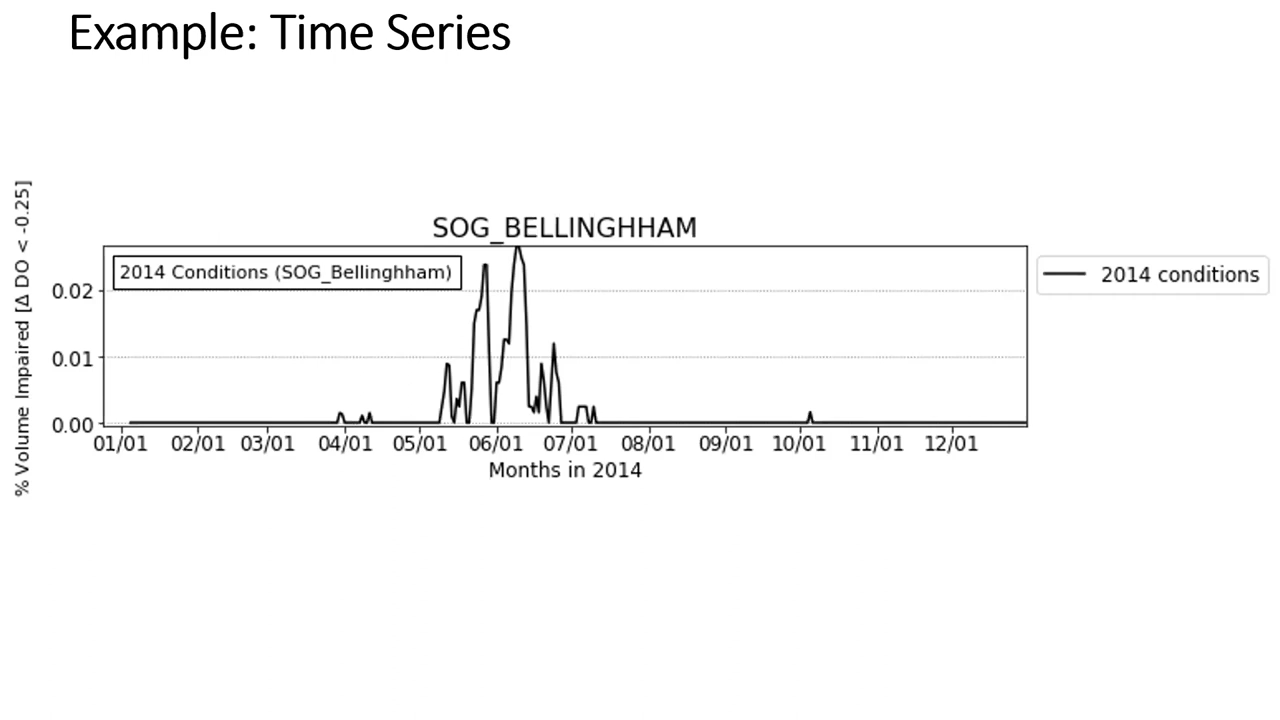 Example: Time Series
SOG_BELLINGHHAM
% Volume Impaired [Δ DO < -0.25]
2014 Conditions (SOG_Bellinghham)
2014 conditions
0.02
0.01
0.00
01/01 02/01 03/01 04/01 05/01 06/01 07/01 08/01 09/01 10/01 11/01 12/01
Months in 2014